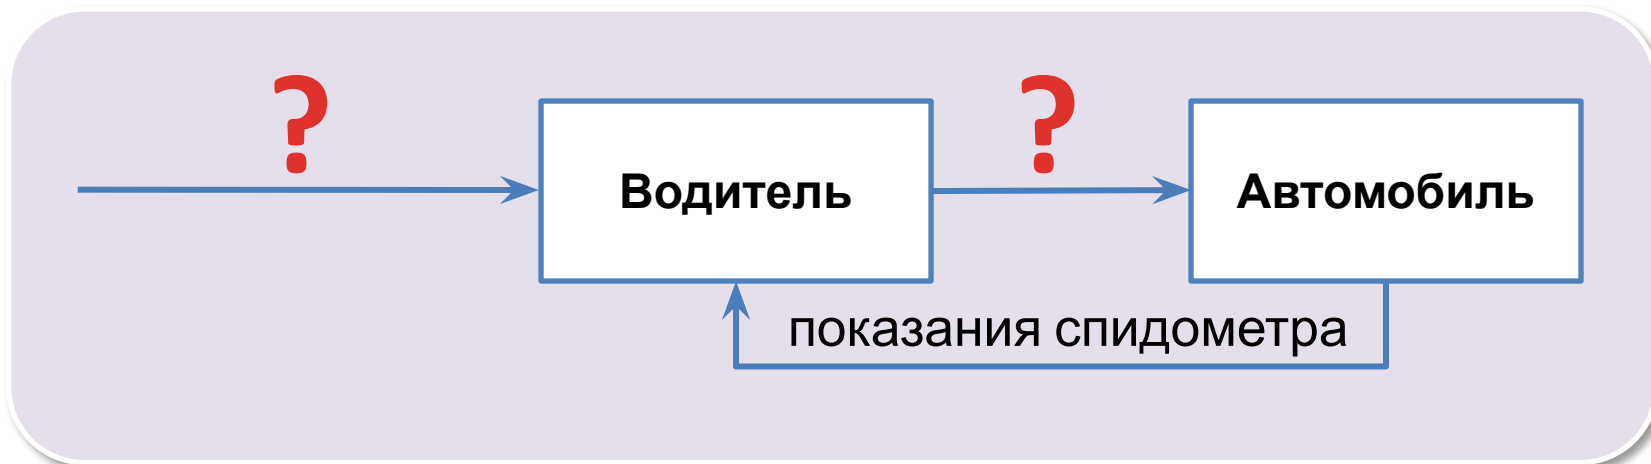 ?
?
Водитель
Автомобиль
показания спидометра